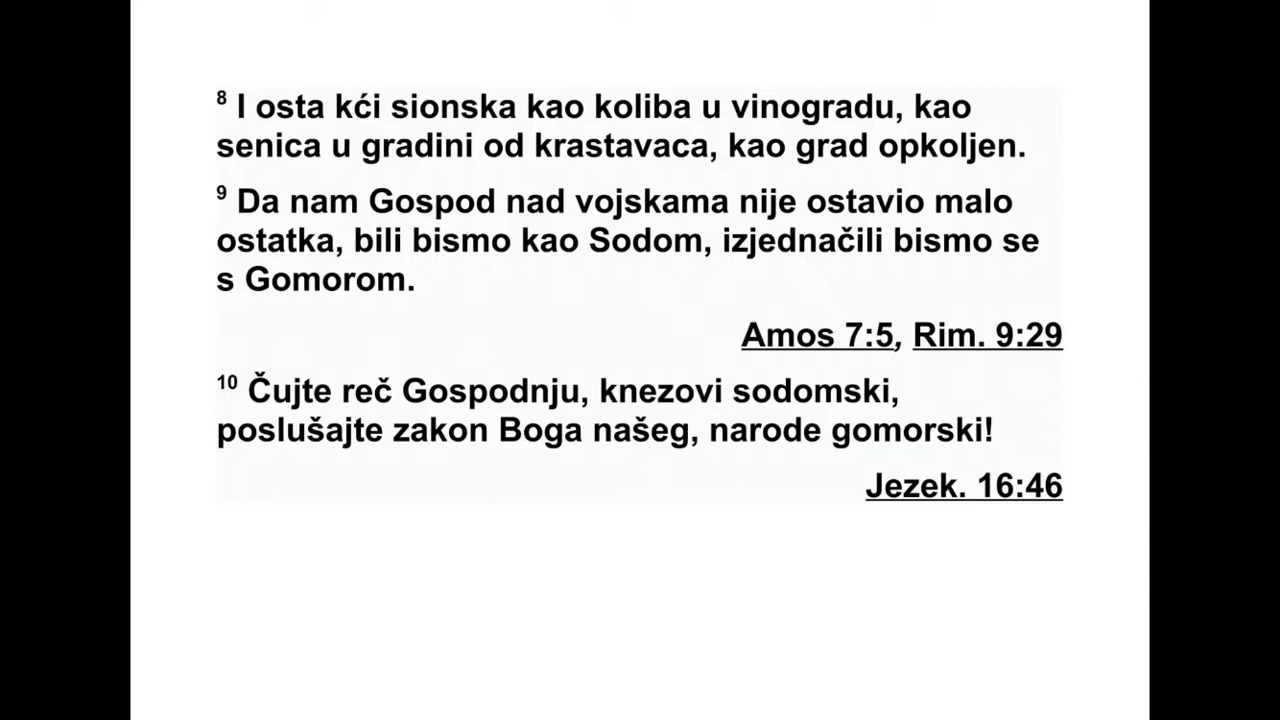 8 I osta kći sionska kao koliba u vinogradu, kao
senica u gradini od krastavaca, kao grad opkoljen.
9 Da nam Gospod nad vojskama nije ostavio malo
ostatka, bili bismo kao Sodom, izjednačili bismo se
s Gomorom.
Amos 7:5, Rim. 9:29
10 Čujte reč Gospodnju, knezovi sodomski,
poslušajte zakon Boga našeg, narode gomorski!
Jezek. 16:46